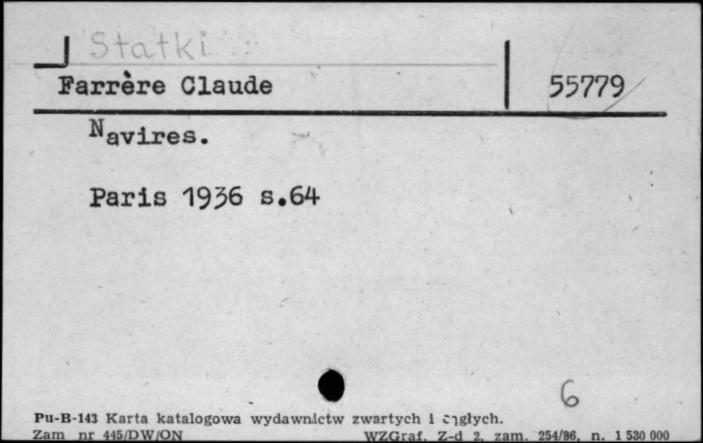 Statki
Farrère Claude 55779
Navires.
Paris 1936 s.64
6
Pu-B-143 Karta katalogowa wydawnictw zwartych i ciągłych.
Zam nr 445/DW/ON WZGraf. Z-d 2, zam. 254/86, n. 1 530 000